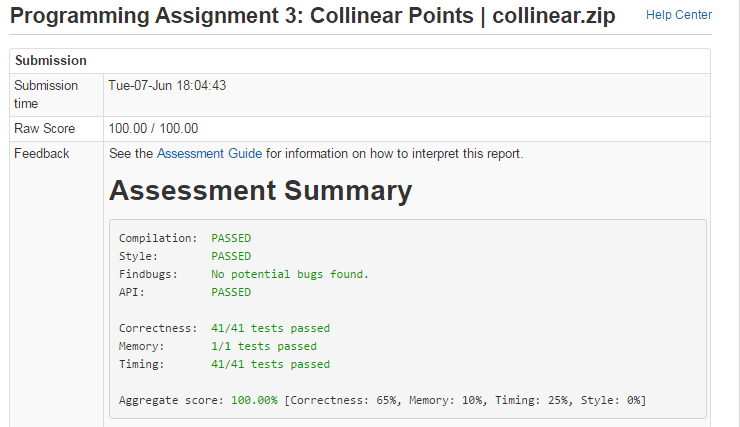 Programming Assignment 3: Collinear Points | collinear.zip Help Center
Submission
Submission time Tue-07-Jun 18:04:43
Raw Score 100.00 / 100.00
Feedback See the Assessment Guide for information on how to interpret this report.
Assessment Summary
Compilation: PASSED
Style: PASSED
Findbugs: No potential bugs found.
API: PASSED
Correctness: 41/41 tests passed
Memory: 1/1 tests passed
Timing: 41/41 tests passed
Aggregate score: 100.00% [Correctness: 65%, Memory: 10%, Timing: 25%, Style: 0%]